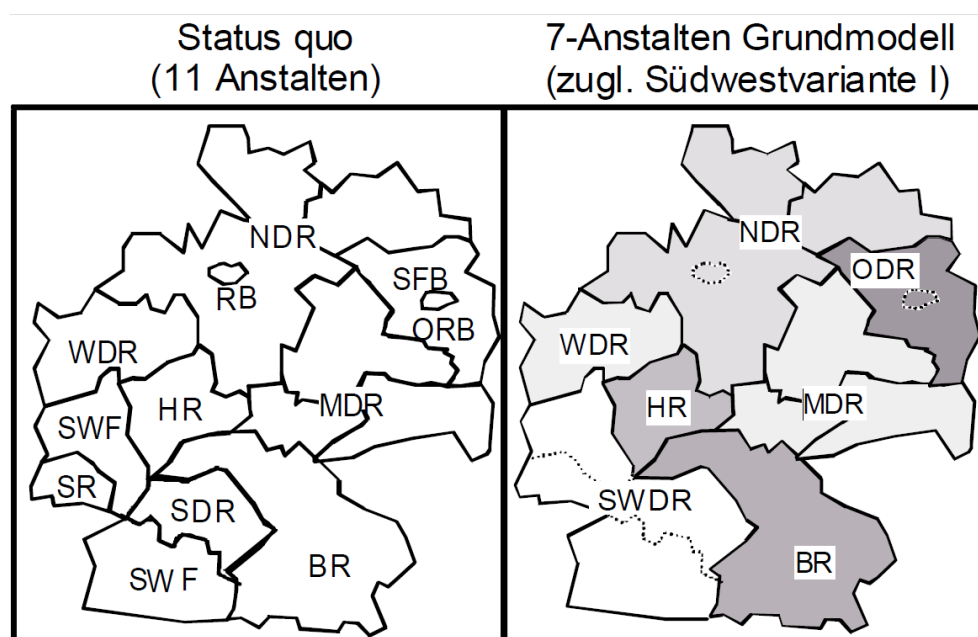 Status quo
(11 Anstalten)
NDR
SFB
RB
ORB
WDR
HR
MDR
SWF
SR
SDR
SWF
BR
7-Anstalten Grundmodell
(zugl. Südwestvariante I)
NDR
ODR
WDR
HR
MDR
SWDR
BR